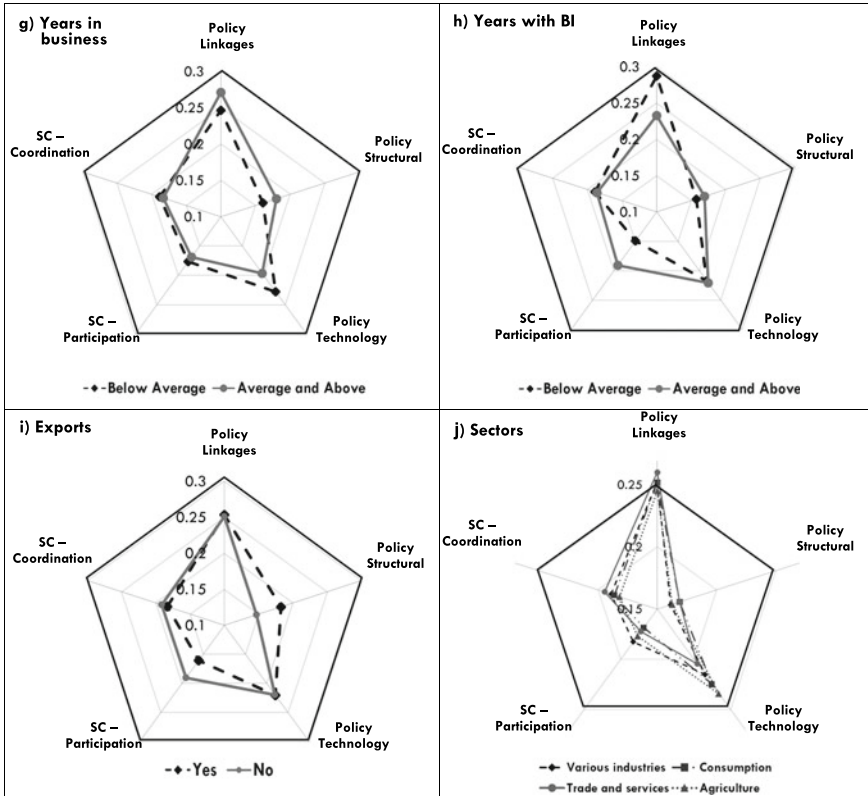 g) Years in
business
Policy
Linkages
0.3
0.25
0.2
0.15
0.1
SC –
Coordination
Policy
Structural
SC –
Participation
Policy
Technology
Below Average Average and Above
h) Years with BI
Policy
Linkages
0.3
0.25
0.2
0.15
0.1
SC –
Coordination
Policy
Structural
SC –
Participation
Policy
Technology
Below Average Average and Above
i) Exports
Policy
Linkages
0.3
0.25
0.2
0.15
0.1
SC –
Coordination
Policy
Structural
SC –
Participation
Policy
Technology
Yes No
j) Sectors
Policy
Linkages
0.25
0.2
0.15
SC –
Coordination
Policy
Structural
SC –
Participation
Policy
Technology
Various industries Consumption
Trade and services Agriculture